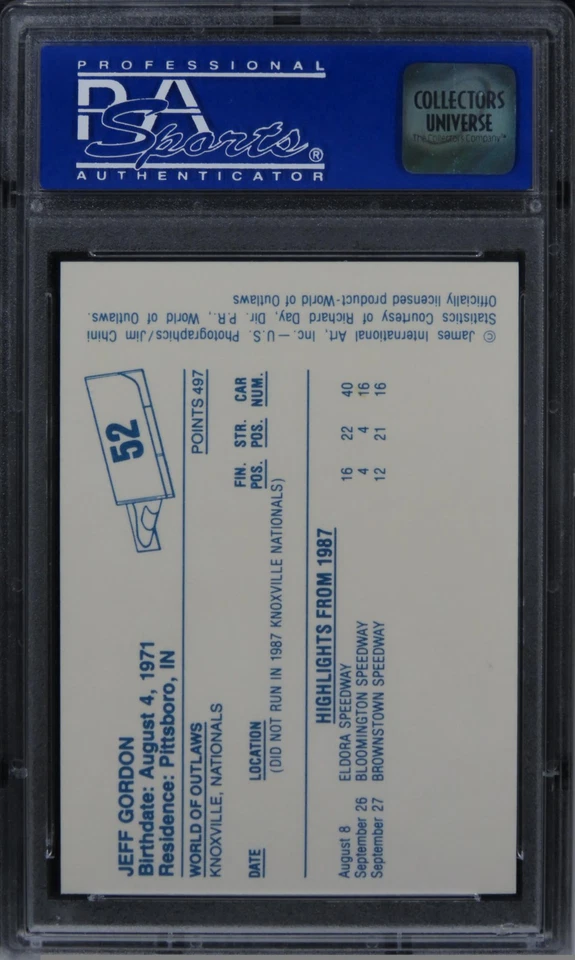 PROFESSIONAL
PSA
Sports®
AUTHENTICATOR
COLLECTORS
UNIVERSE
The Collectors Company™
JEFF GORDON
Birthdate: August 4, 1971
Residence: Pittsboro, IN
52
WORLD OF OUTLAWS
KNOXVILLE, NATIONALS POINTS 497
DATE LOCATION FIN. POS. STR. POS. CAR NUM.
(DID NOT RUN IN 1987 KNOXVILLE NATIONALS)
HIGHLIGHTS FROM 1987
August 8 ELDORA SPEEDWAY 16 22 40
September 26 BLOOMINGTON SPEEDWAY 4 4 16
September 27 BROWNSTOWN SPEEDWAY 12 21 16
© James International Art, Inc.—U.S. Photographics/Jim Chini
Statistics Courtesy of Richard Day, Dir. P.R., World of Outlaws.
Officially licensed product-World of Outlaws